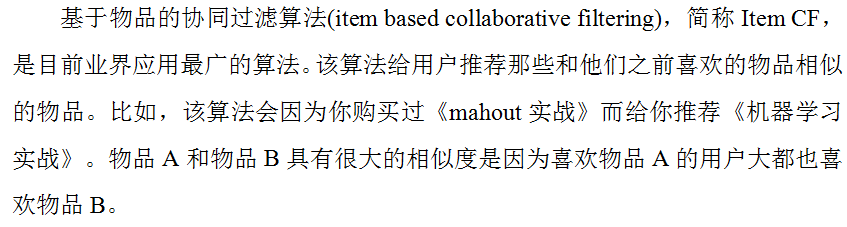 基于物品的协同过滤算法(item based collaborative filtering)，简称 Item CF，
是目前业界应用最广的算法。该算法给用户推荐那些和他们之前喜欢的物品相似
的物品。比如，该算法会因为你购买过《mahout 实战》而给你推荐《机器学习
实战》。物品 A 和物品 B 具有很大的相似度是因为喜欢物品 A 的用户大都也喜
欢物品 B。